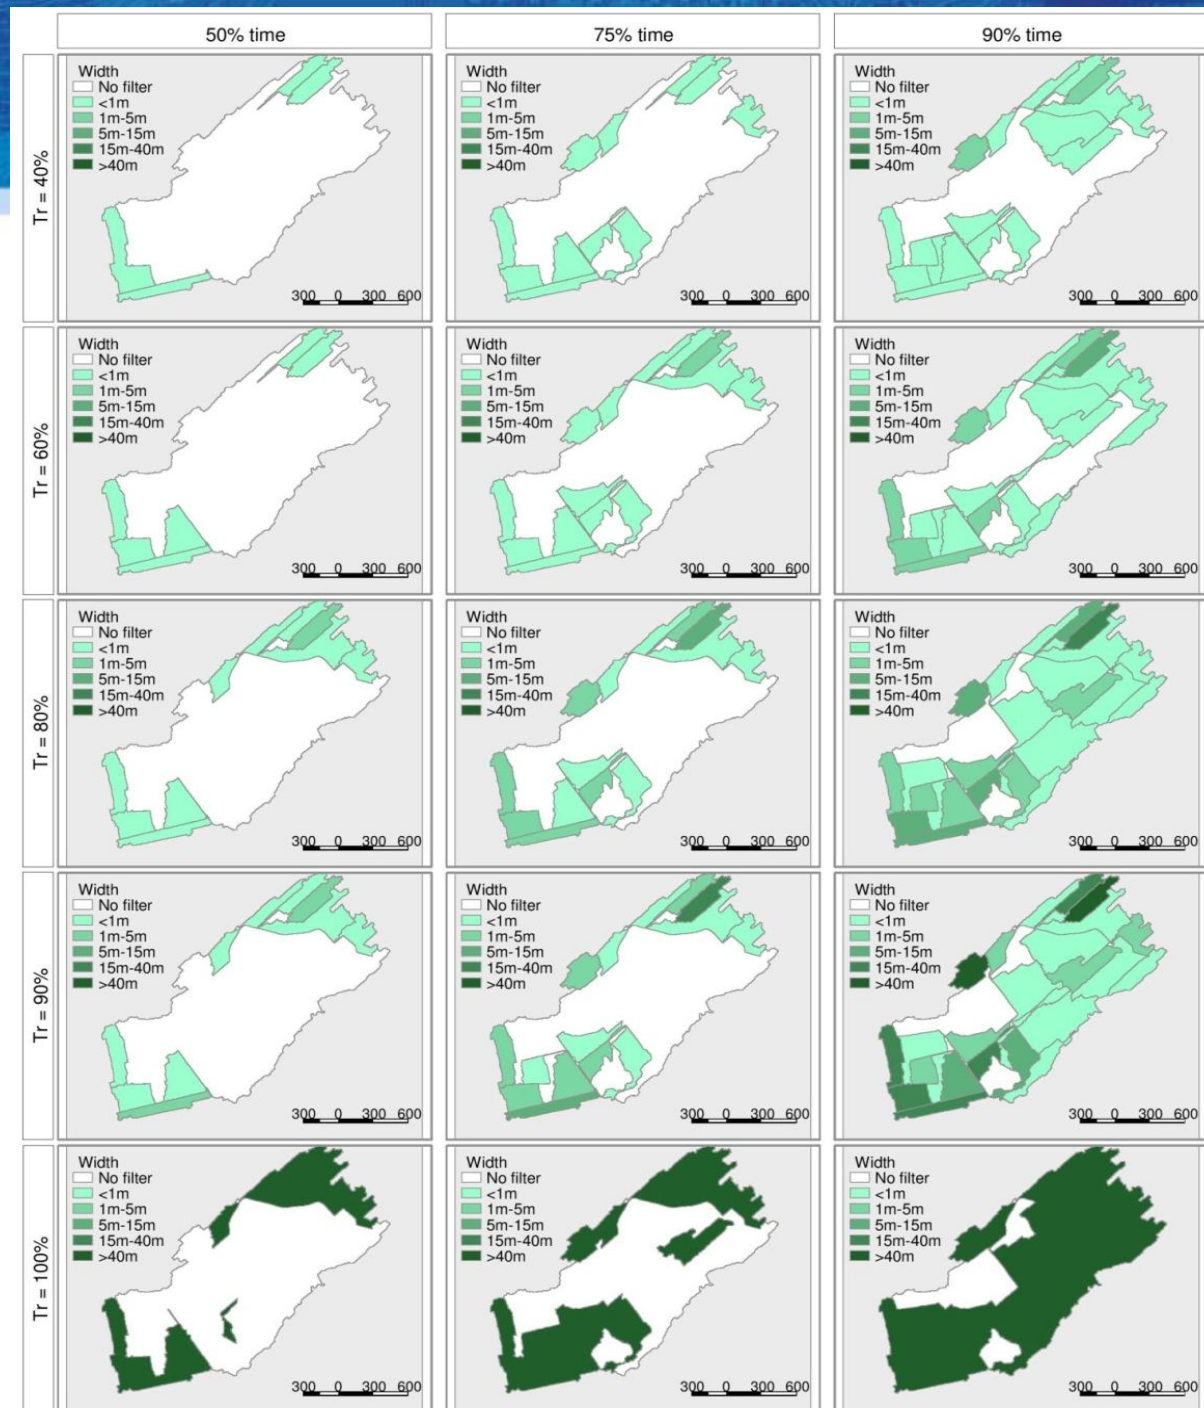 50% time
75% time
90% time
Tr = 40%
Width
No filter
<1m
1m-5m
5m-15m
15m-40m
>40m
300 0 300 600
Width
No filter
<1m
1m-5m
5m-15m
15m-40m
>40m
300 0 300 600
Width
No filter
<1m
1m-5m
5m-15m
15m-40m
>40m
300 0 300 600
Tr = 60%
Width
No filter
<1m
1m-5m
5m-15m
15m-40m
>40m
300 0 300 600
Width
No filter
<1m
1m-5m
5m-15m
15m-40m
>40m
300 0 300 600
Width
No filter
<1m
1m-5m
5m-15m
15m-40m
>40m
300 0 300 600
Tr = 80%
Width
No filter
<1m
1m-5m
5m-15m
15m-40m
>40m
300 0 300 600
Width
No filter
<1m
1m-5m
5m-15m
15m-40m
>40m
300 0 300 600
Width
No filter
<1m
1m-5m
5m-15m
15m-40m
>40m
300 0 300 600
Tr = 90%
Width
No filter
<1m
1m-5m
5m-15m
15m-40m
>40m
300 0 300 600
Width
No filter
<1m
1m-5m
5m-15m
15m-40m
>40m
300 0 300 600
Width
No filter
<1m
1m-5m
5m-15m
15m-40m
>40m
300 0 300 600
Tr = 100%
Width
No filter
<1m
1m-5m
5m-15m
15m-40m
>40m
300 0 300 600
Width
No filter
<1m
1m-5m
5m-15m
15m-40m
>40m
300 0 300 600
Width
No filter
<1m
1m-5m
5m-15m
15m-40m
>40m
300 0 300 600